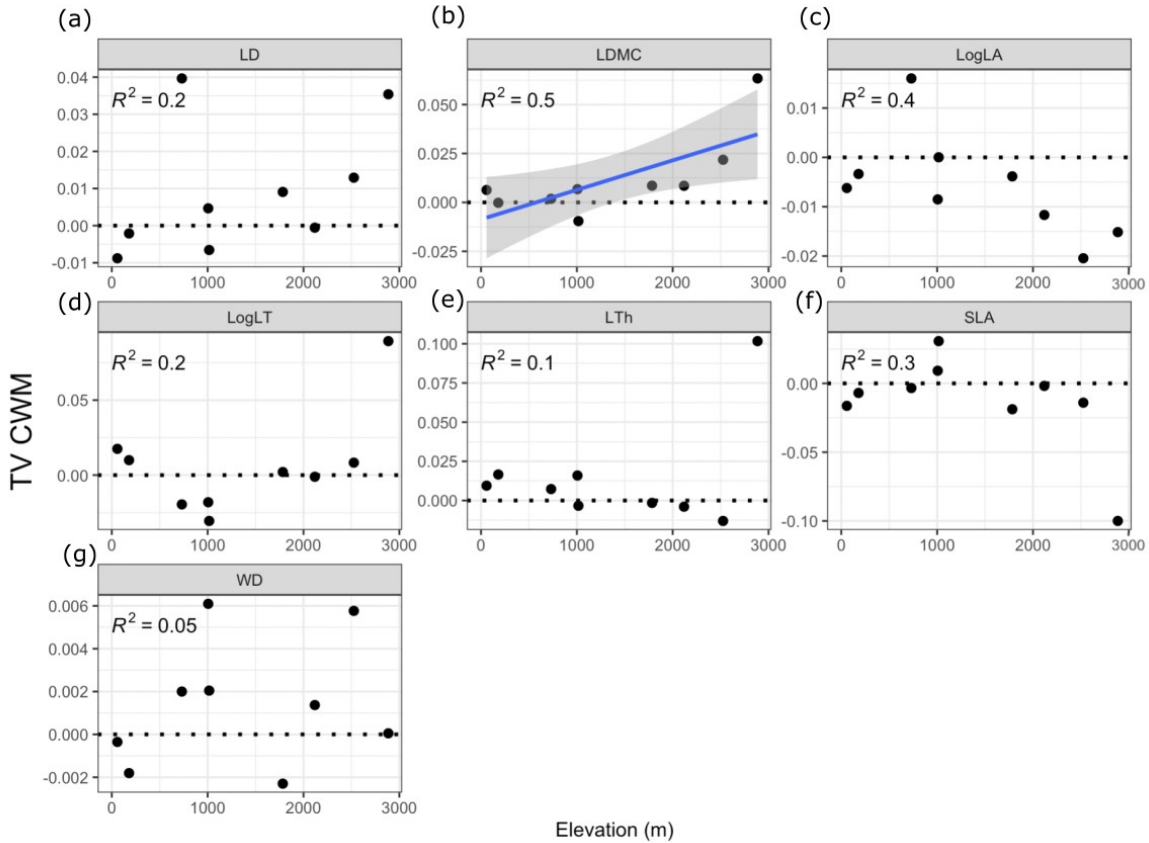 (a)
LD
0.04
0.03
0.02
0.01
0.00
-0.01
R² = 0.2
0 1000 2000 3000
(b)
LDMC
0.050
0.025
0.000
-0.025
R² = 0.5
0 1000 2000 3000
(c)
LogLA
0.01
0.00
-0.01
-0.02
R² = 0.4
0 1000 2000 3000
(d)
LogLT
0.05
0.00
R² = 0.2
0 1000 2000 3000
(e)
LTh
0.100
0.075
0.050
0.025
0.000
R² = 0.1
0 1000 2000 3000
(f)
SLA
0.00
-0.05
-0.10
R² = 0.3
0 1000 2000 3000
(g)
WD
0.006
0.004
0.002
0.000
-0.002
R² = 0.05
0 1000 2000 3000
TV CWM
Elevation (m)